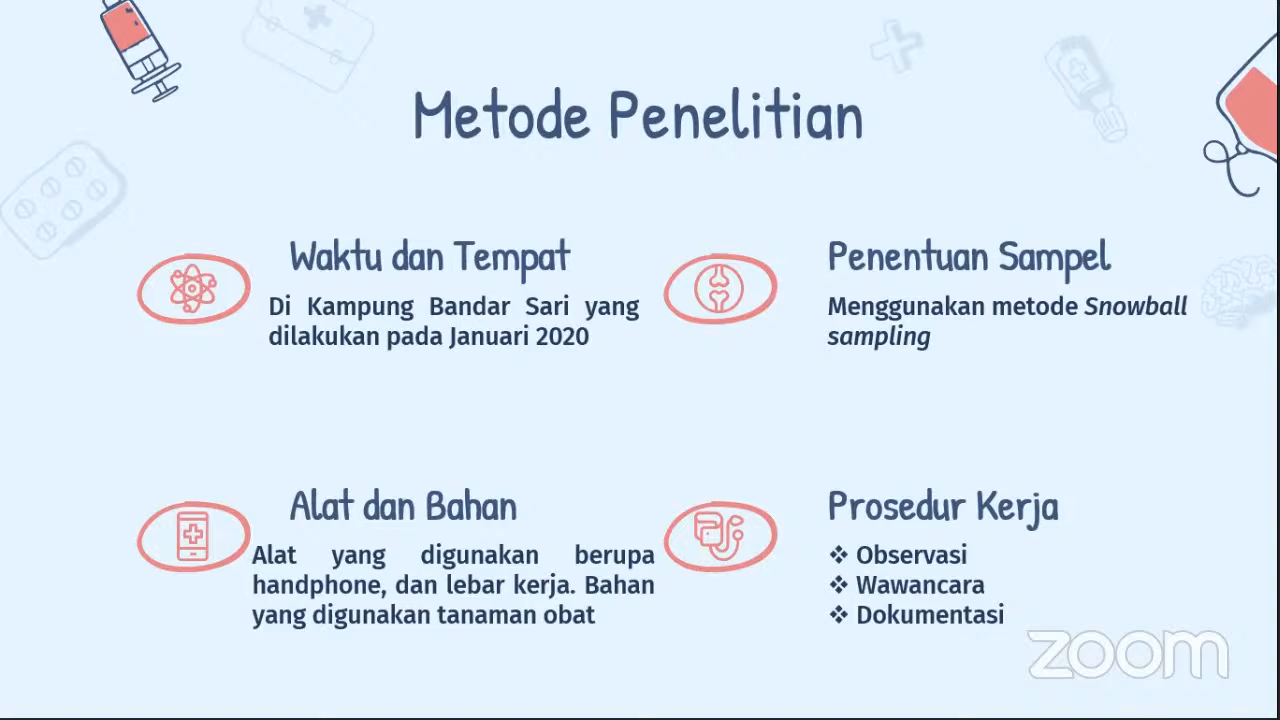 Metode Penelitian
Waktu dan Tempat
Di Kampung Bandar Sari yang
dilakukan pada Januari 2020
Penentuan Sampel
Menggunakan metode Snowball
sampling
Alat dan Bahan
Alat yang digunakan berupa
handphone, dan lebar kerja. Bahan
yang digunakan tanaman obat
Prosedur Kerja
❖ Observasi
❖ Wawancara
❖ Dokumentasi
zoom